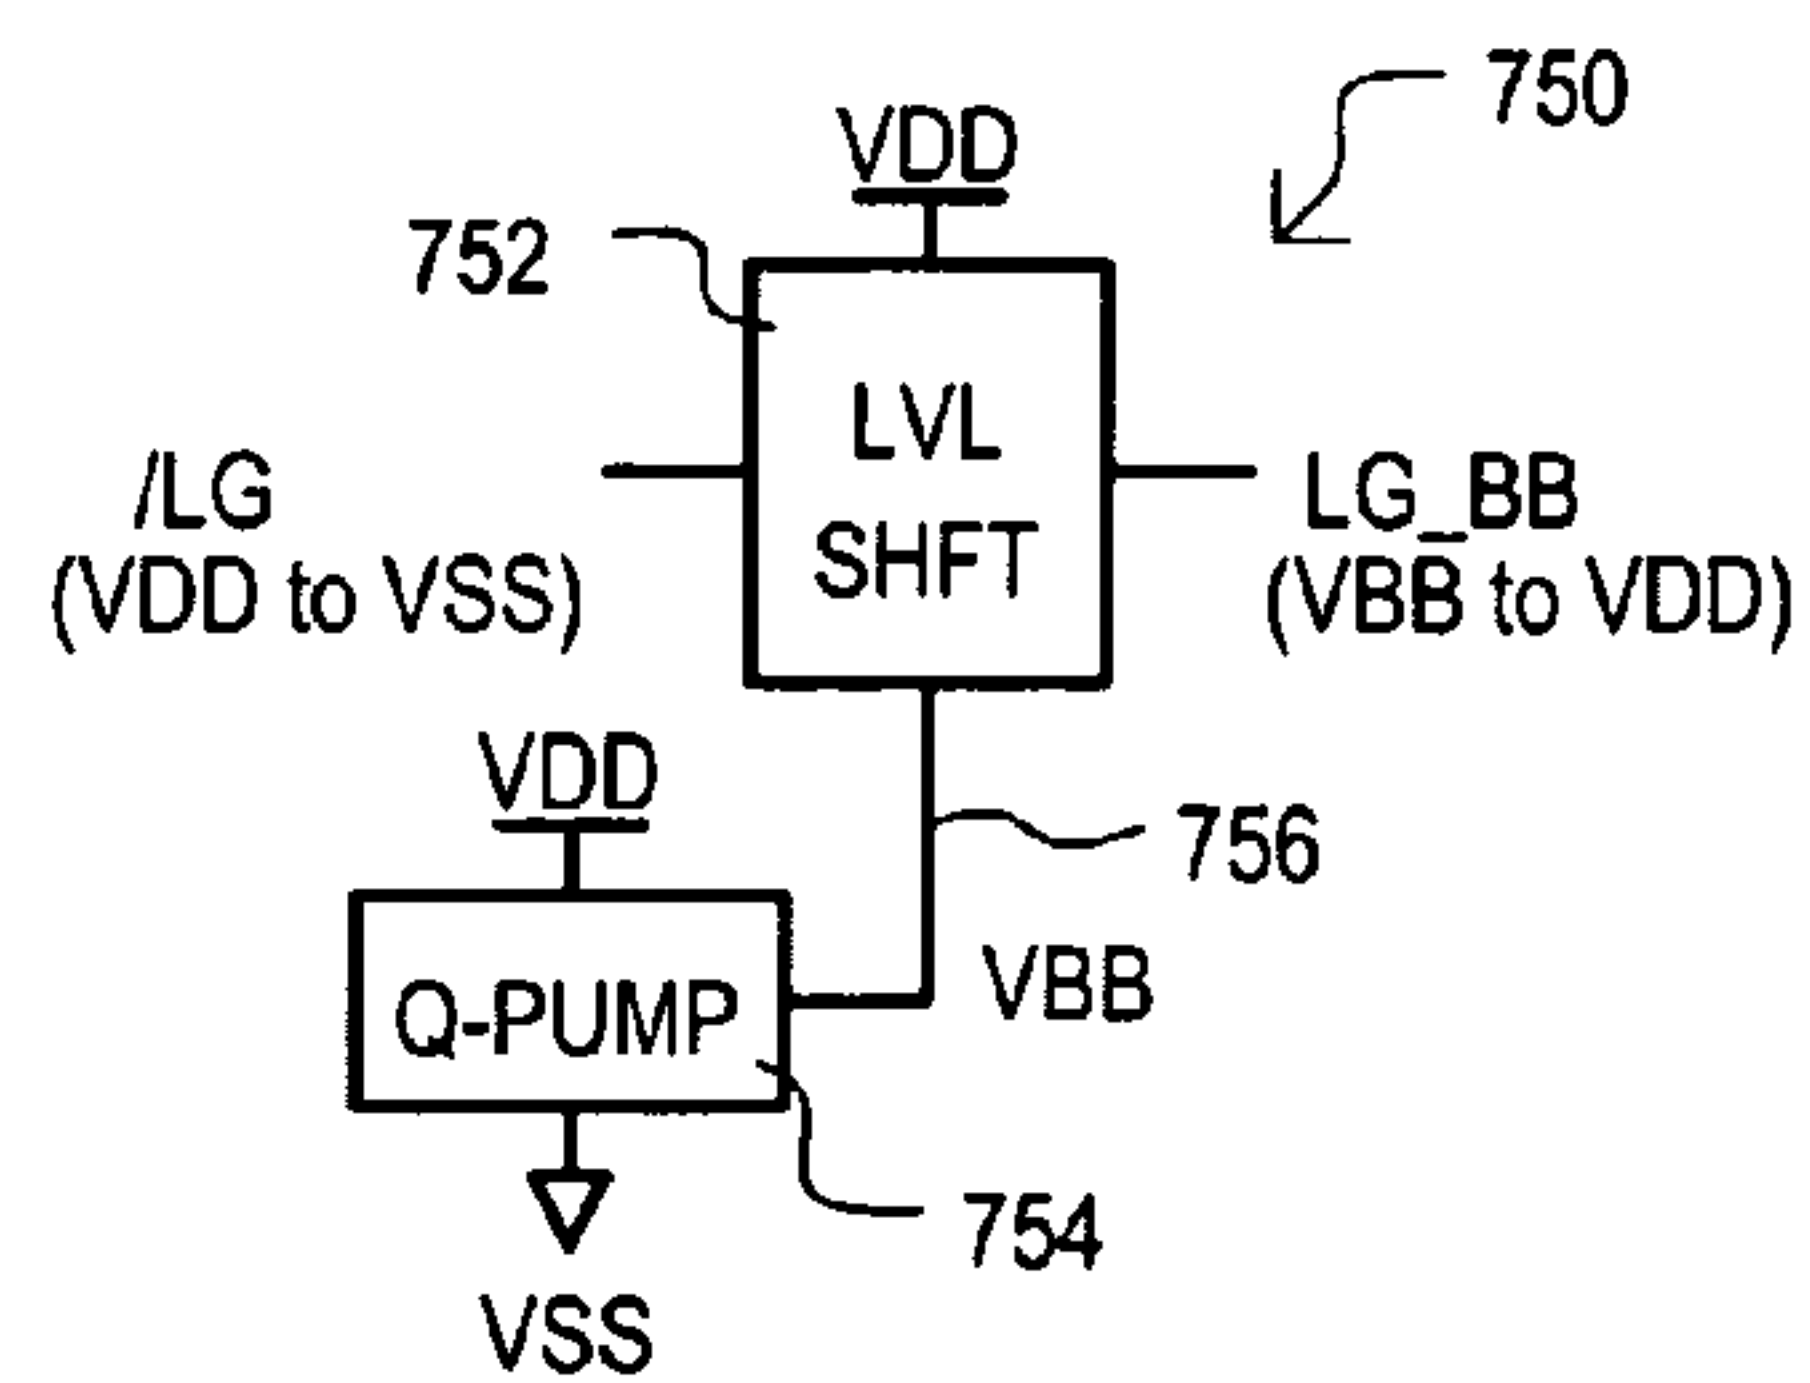 750
VDD
752
LVL
SHFT
/LG
(VDD to VSS)
LG_BB
(VBB to VDD)
VDD
756
Q-PUMP
VBB
754
VSS